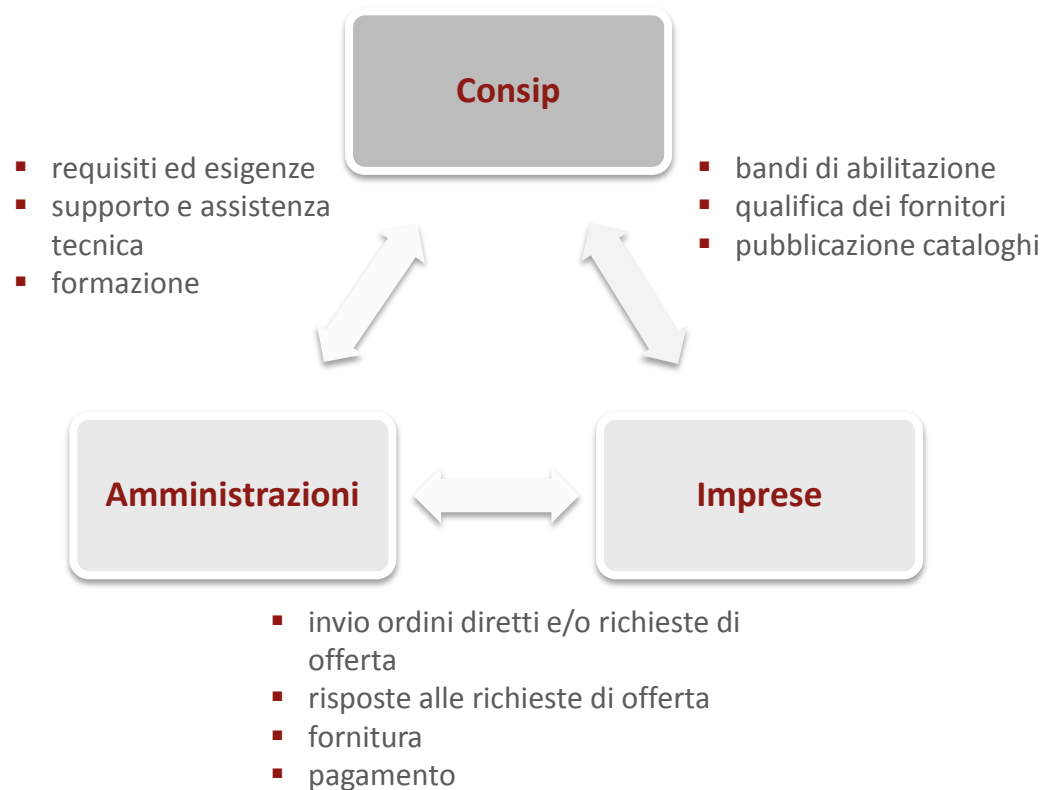 Consip
requisiti ed esigenze
supporto e assistenza
tecnica
formazione
bandi di abilitazione
qualifica dei fornitori
pubblicazione cataloghi
Amministrazioni
Imprese
invio ordini diretti e/o richieste di
offerta
risposte alle richieste di offerta
fornitura
pagamento